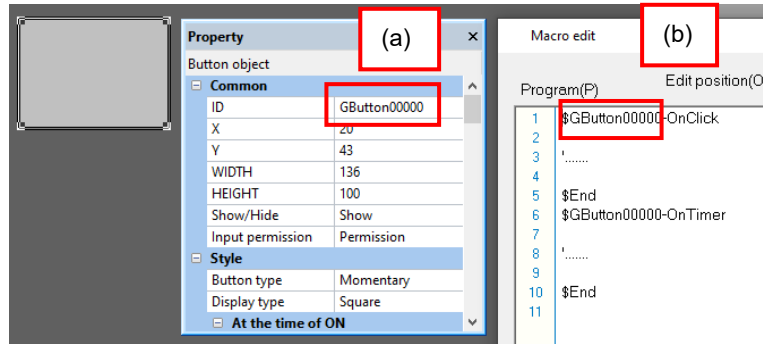 Property
(a)
×
Button object
Common
ID GButton00000
X 20
Y 43
WIDTH 136
HEIGHT 100
Show/Hide Show
Input permission Permission
Style
Button type Momentary
Display type Square
At the time of ON
Macro edit
(b)
Program(P) Edit position(O
1 $GButton00000-OnClick
2
3 '.......
4
5 $End
6 $GButton00000-OnTimer
7
8 '.......
9
10 $End
11